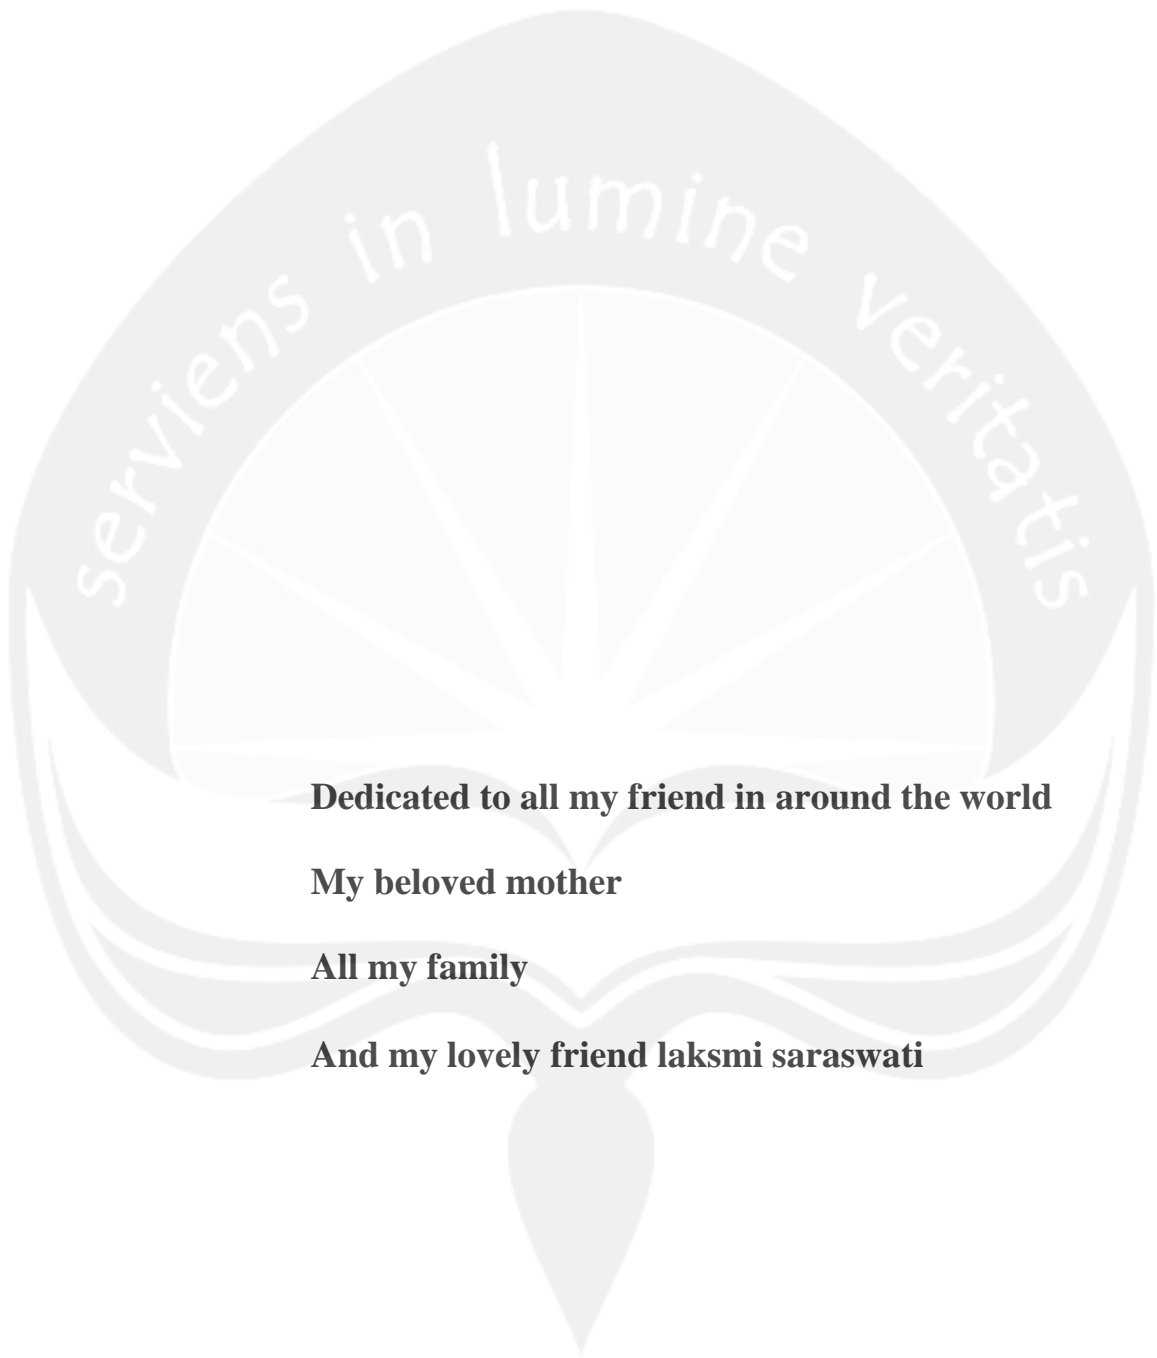 serviens in lumine veritatis
Dedicated to all my friend in around the world
My beloved mother
All my family
And my lovely friend laksmi saraswati